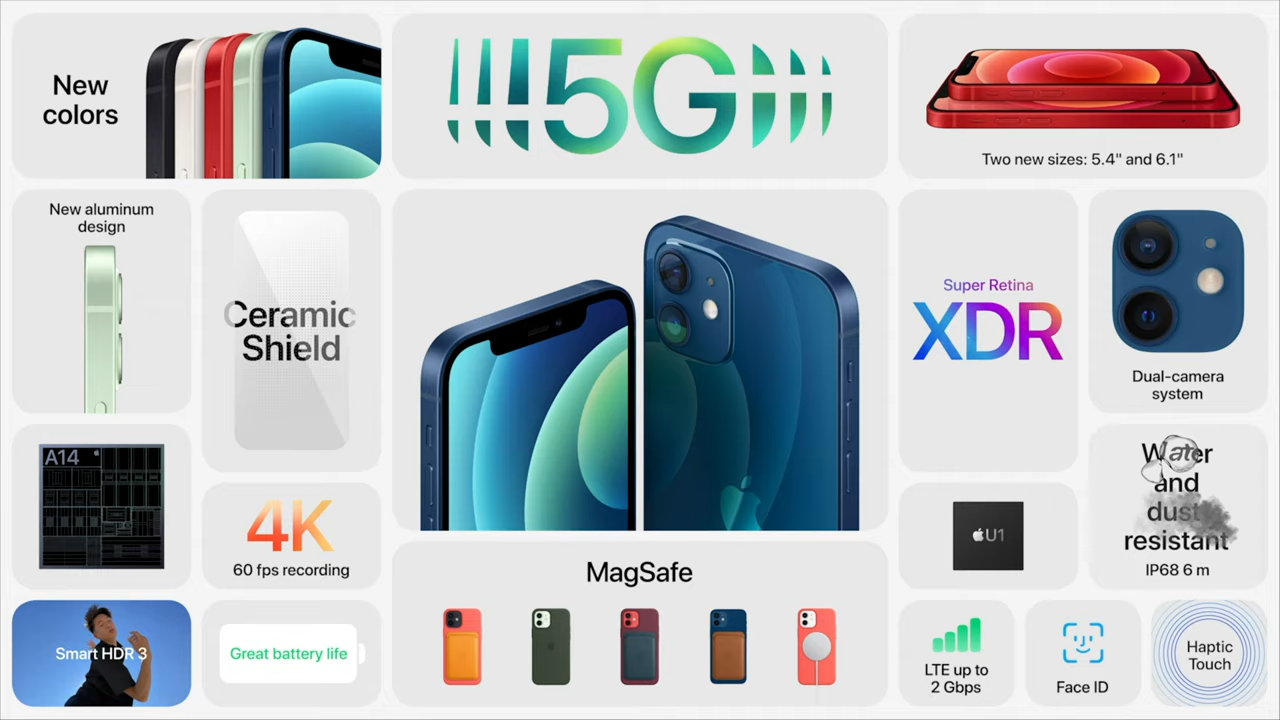 New
colors
5G
Two new sizes: 5.4" and 6.1"
New aluminum
design
Ceramic
Shield
Super Retina
XDR
Dual-camera
system
A14
4K
60 fps recording
MagSafe
U1
Water
and
dust
resistant
IP68 6 m
Smart HDR 3
Great battery life
LTE up to
2 Gbps
Face ID
Haptic
Touch